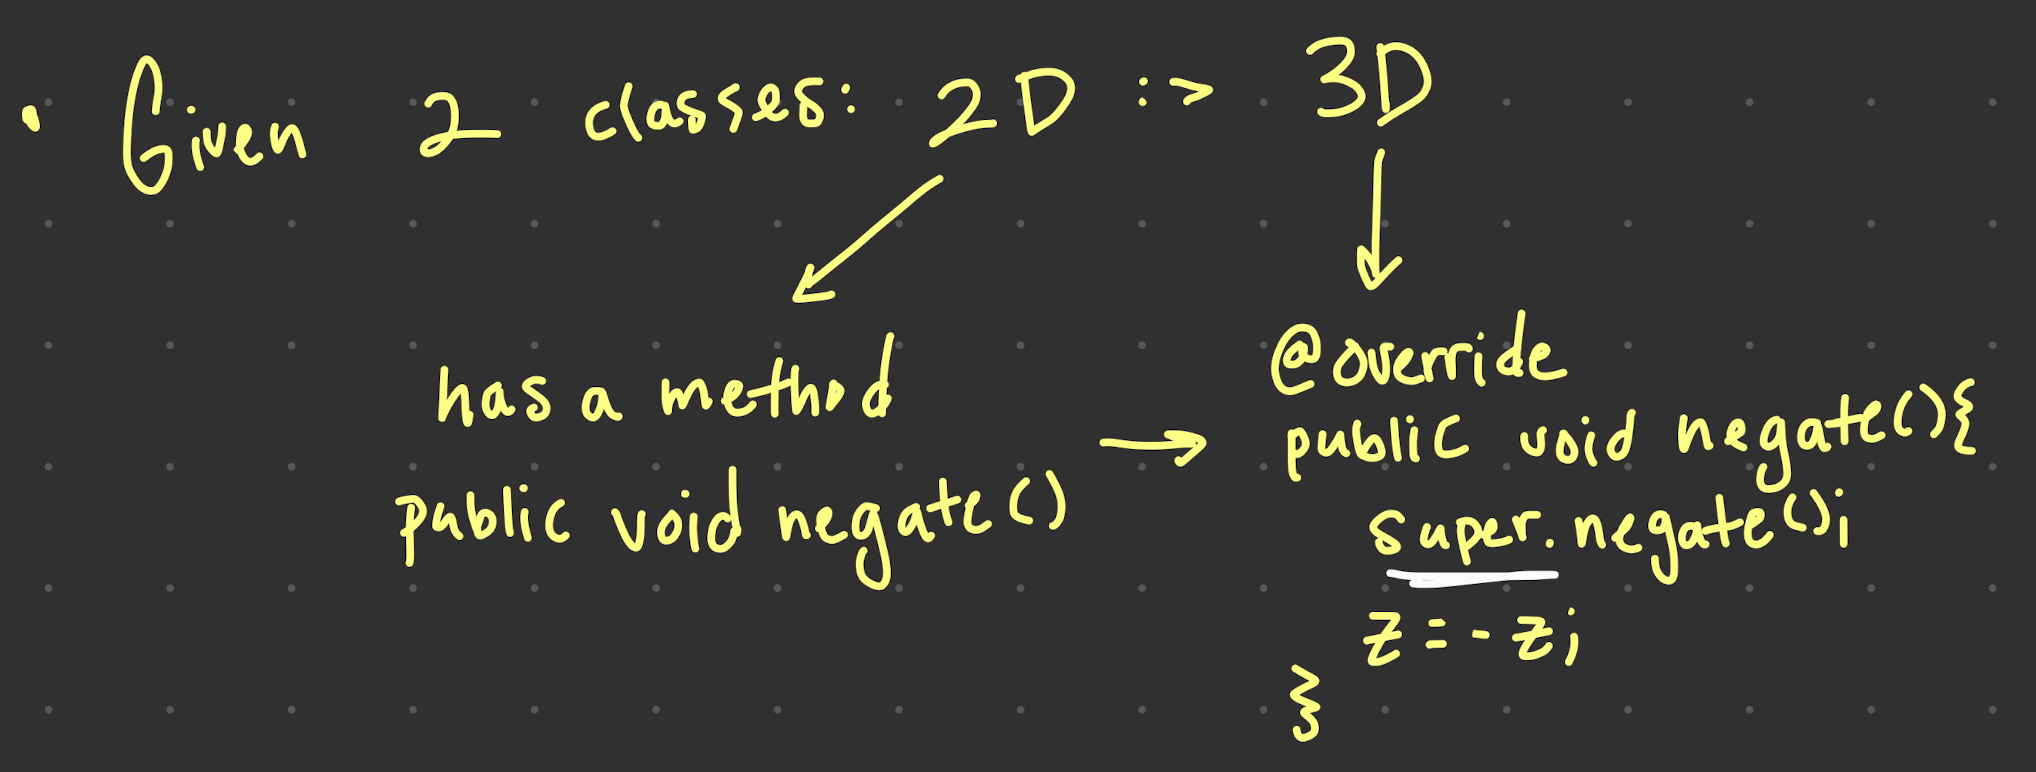 • Given 2 classes: 2D :> 3D
has a method
public void negate()
@override
public void negate(){
super.negate();
z = - z;
}